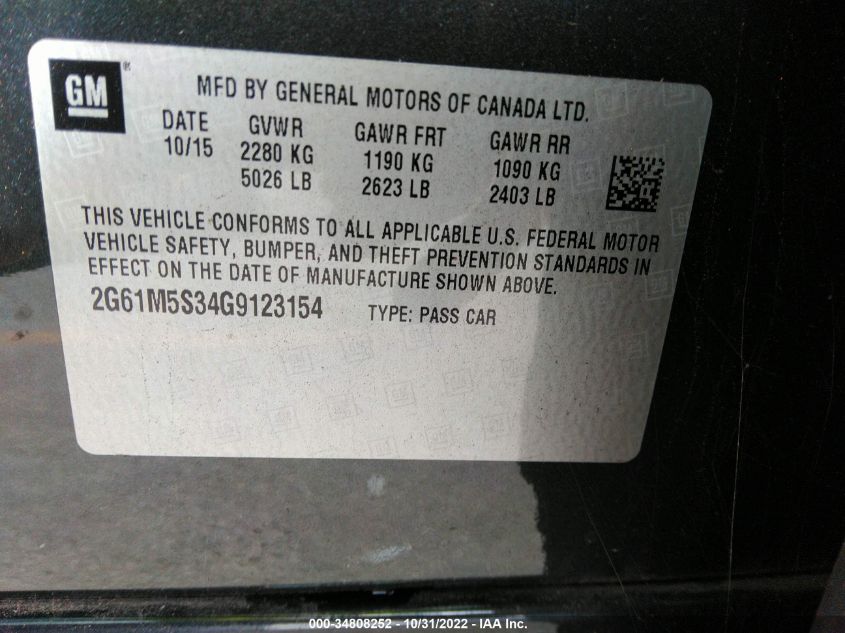 GM®
MFD BY GENERAL MOTORS OF CANADA LTD.
DATE GVWR GAWR FRT GAWR RR
10/15 2280 KG 1190 KG 1090 KG
5026 LB 2623 LB 2403 LB
THIS VEHICLE CONFORMS TO ALL APPLICABLE U.S. FEDERAL MOTOR
VEHICLE SAFETY, BUMPER, AND THEFT PREVENTION STANDARDS IN
EFFECT ON THE DATE OF MANUFACTURE SHOWN ABOVE.
2G61M5S34G9123154 TYPE: PASS CAR
000-34808252 - 10/31/2022 - IAA Inc.